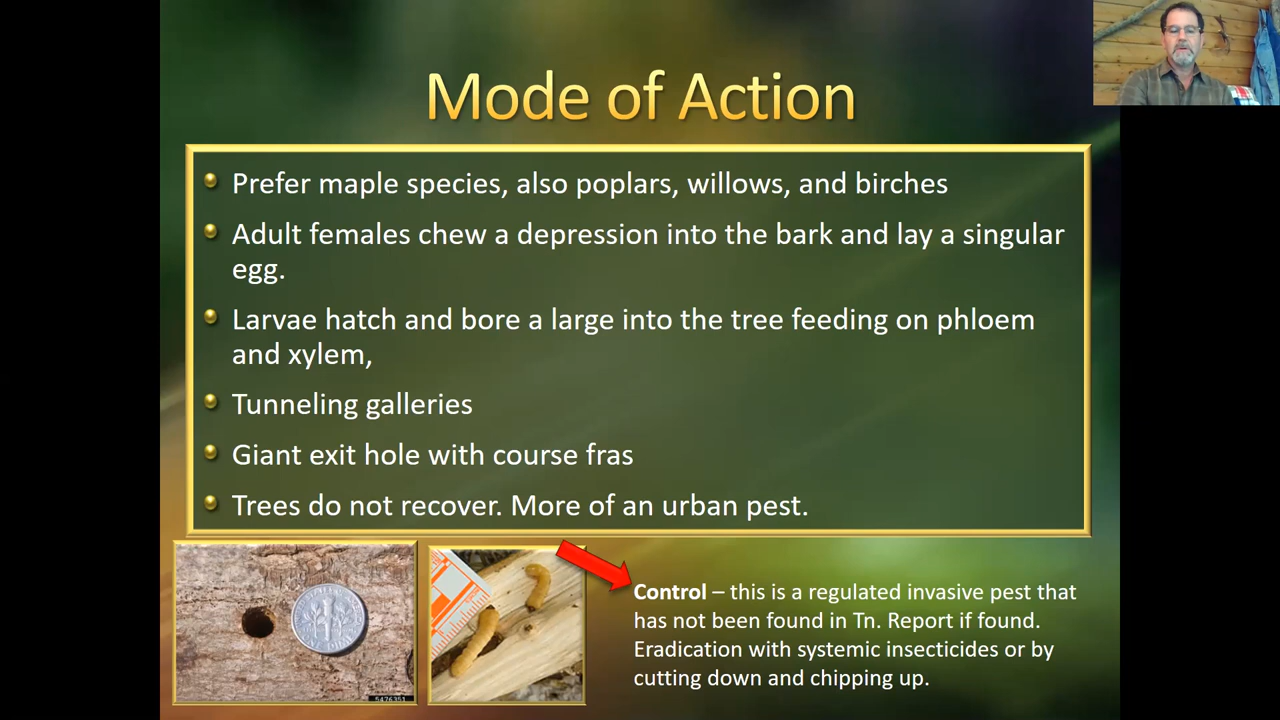 Mode of Action
Prefer maple species, also poplars, willows, and birches
Adult females chew a depression into the bark and lay a singular
egg.
Larvae hatch and bore a large into the tree feeding on phloem
and xylem,
Tunneling galleries
Giant exit hole with course fras
Trees do not recover. More of an urban pest.
Control – this is a regulated invasive pest that
has not been found in Tn. Report if found.
Eradication with systemic insecticides or by
cutting down and chipping up.
5476351